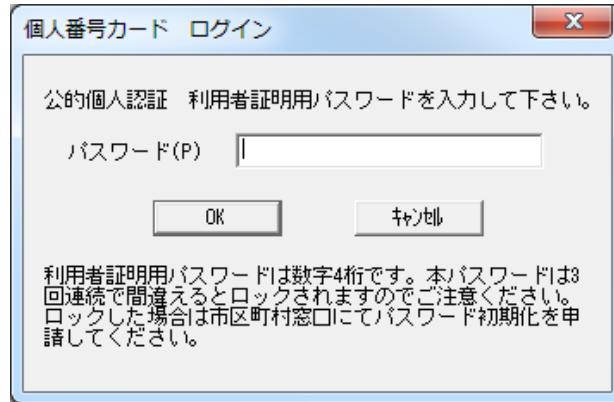 個人番号カード　ログイン
公的個人認証　利用者証明用パスワードを入力して下さい。
パスワード(P)
OK
ｷｬﾝｾﾙ
利用者証明用パスワードは数字4桁です。本パスワードは3
回連続で間違えるとロックされますのでご注意ください。
ロックした場合は市区町村窓口にてパスワード初期化を申
請してください。